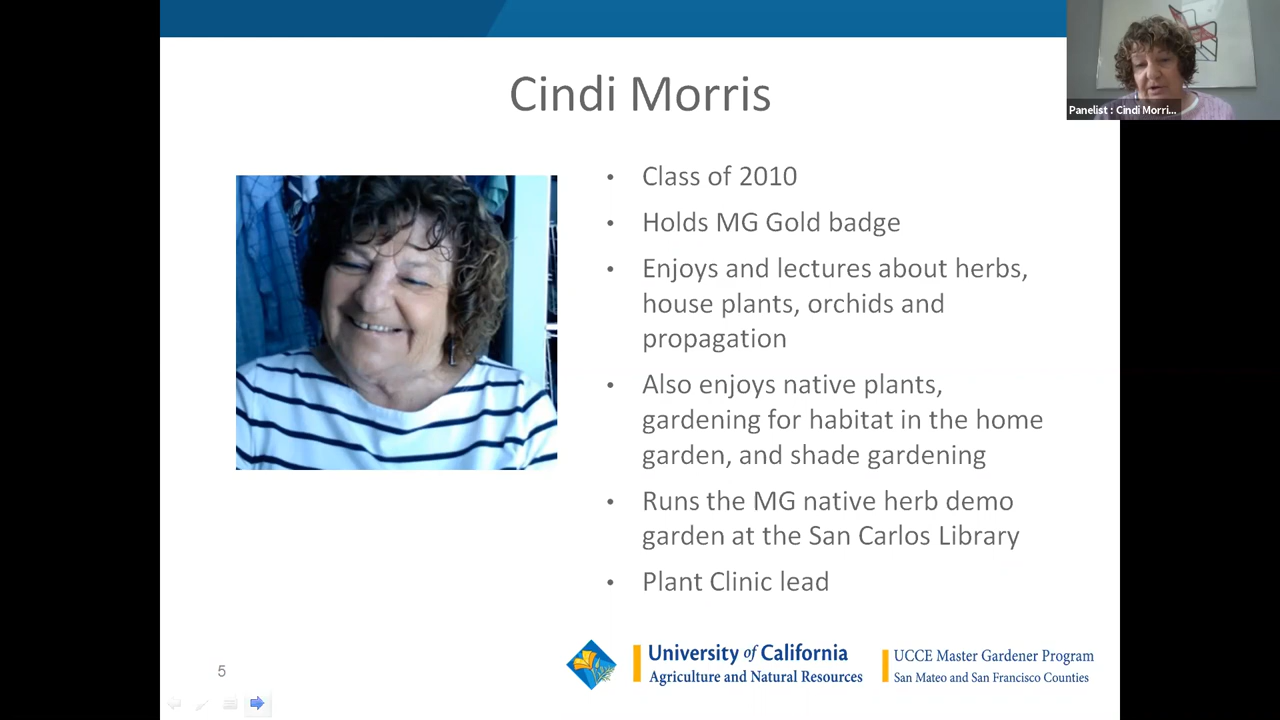 Cindi Morris
Panelist : Cindi Morri...
• Class of 2010
• Holds MG Gold badge
• Enjoys and lectures about herbs,
house plants, orchids and
propagation
• Also enjoys native plants,
gardening for habitat in the home
garden, and shade gardening
• Runs the MG native herb demo
garden at the San Carlos Library
• Plant Clinic lead
University of California
Agriculture and Natural Resources
UCCE Master Gardener Program
San Mateo and San Francisco Counties
5